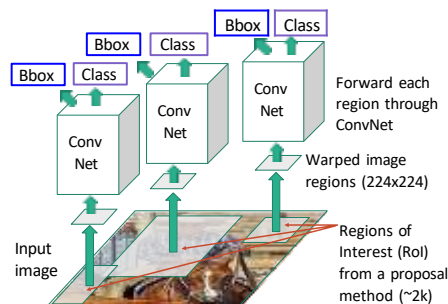 Bbox Class
Bbox Class
Bbox Class
Conv
Net
Conv
Net
Conv
Net
Forward each
region through
ConvNet
Warped image
regions (224x224)
Input
image
Regions of
Interest (RoI)
from a proposal
method (~2k)